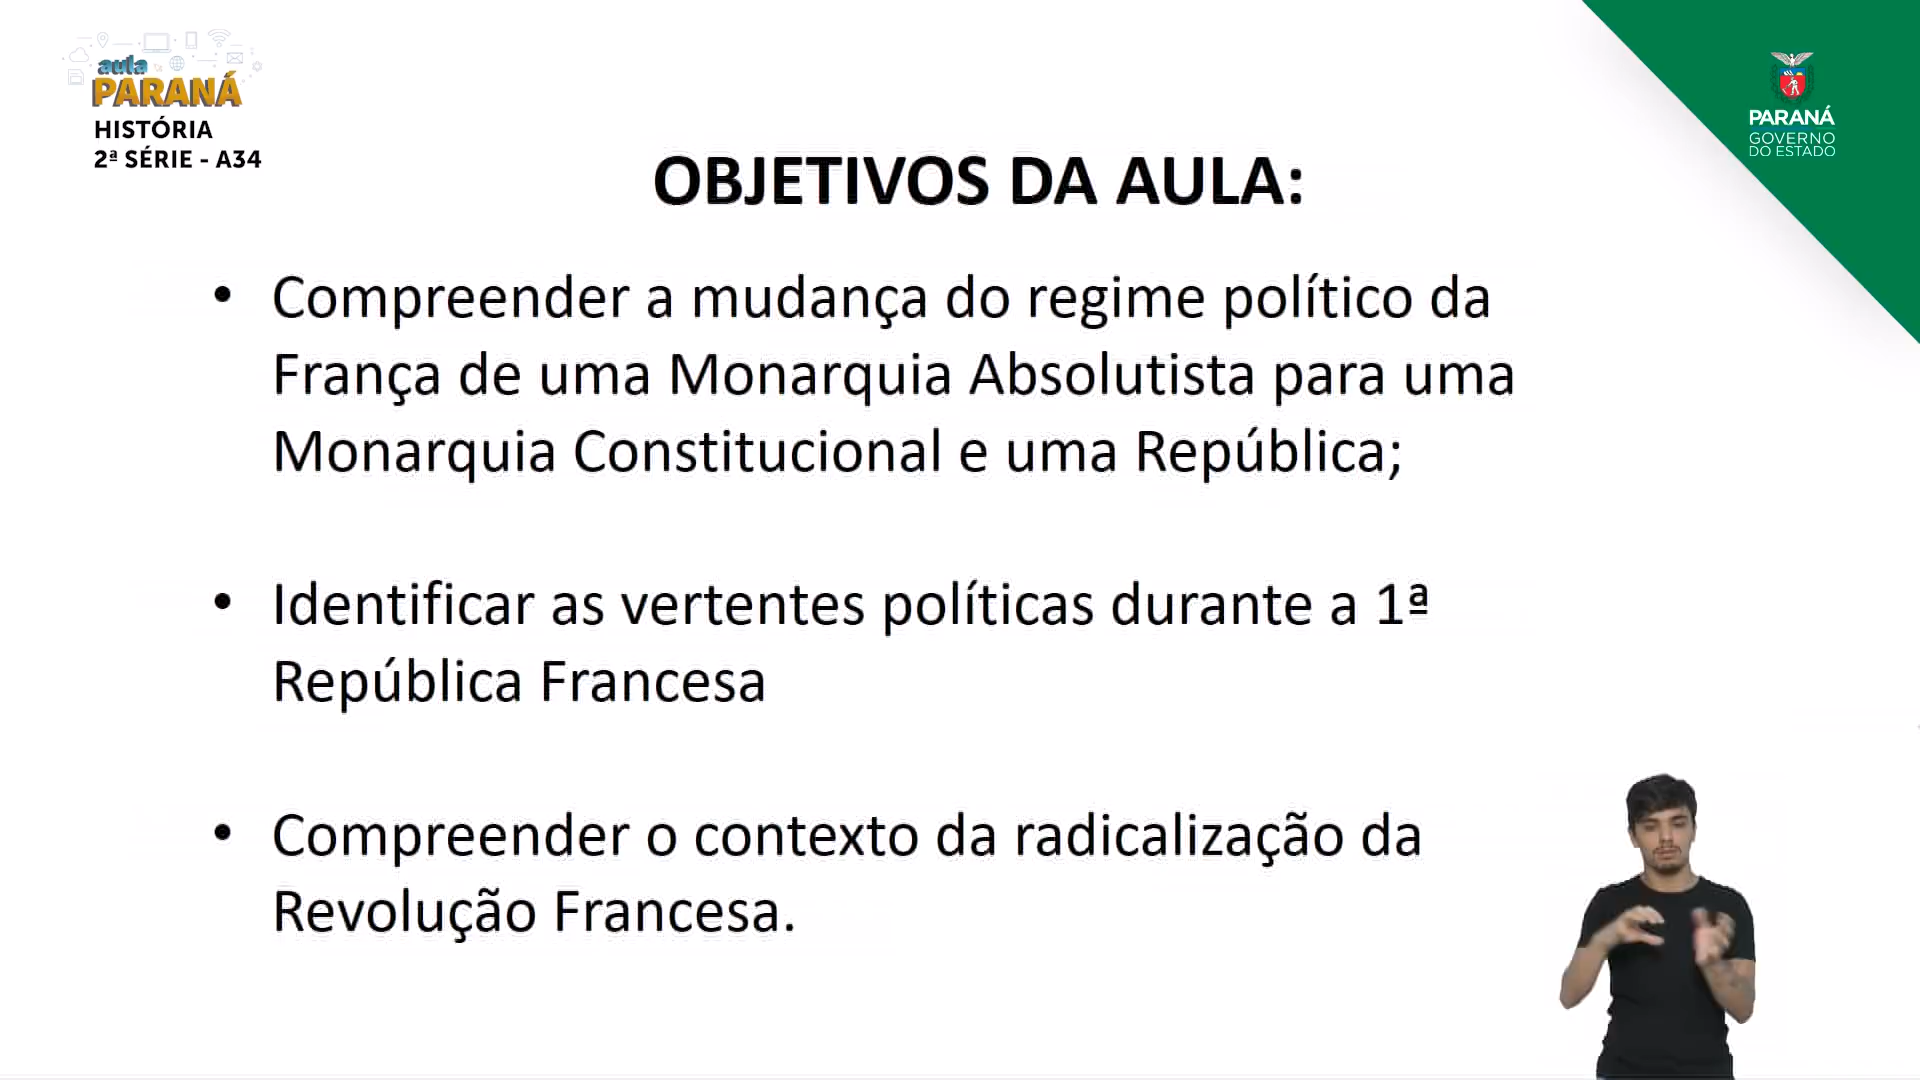 aula
PARANÁ
HISTÓRIA
2ª SÉRIE - A34
PARANÁ
GOVERNO
DO ESTADO
OBJETIVOS DA AULA:
• Compreender a mudança do regime político da
França de uma Monarquia Absolutista para uma
Monarquia Constitucional e uma República;
• Identificar as vertentes políticas durante a 1ª
República Francesa
• Compreender o contexto da radicalização da
Revolução Francesa.